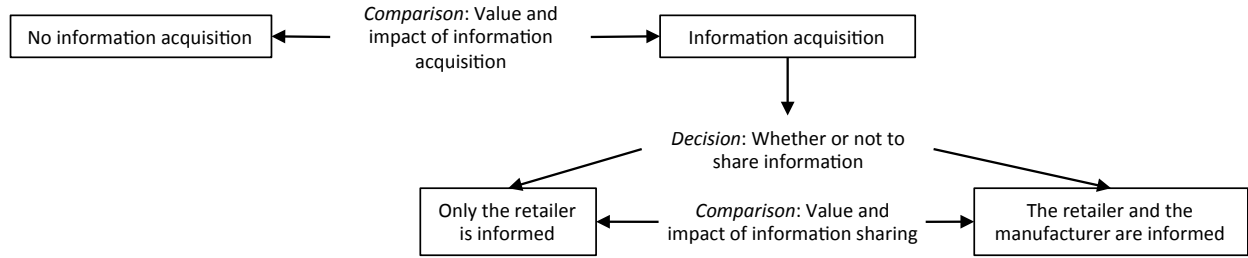 No information acquisition
Comparison: Value and
impact of information
acquisition
Information acquisition
Decision: Whether or not to
share information
Only the retailer
is informed
Comparison: Value and
impact of information sharing
The retailer and the
manufacturer are informed